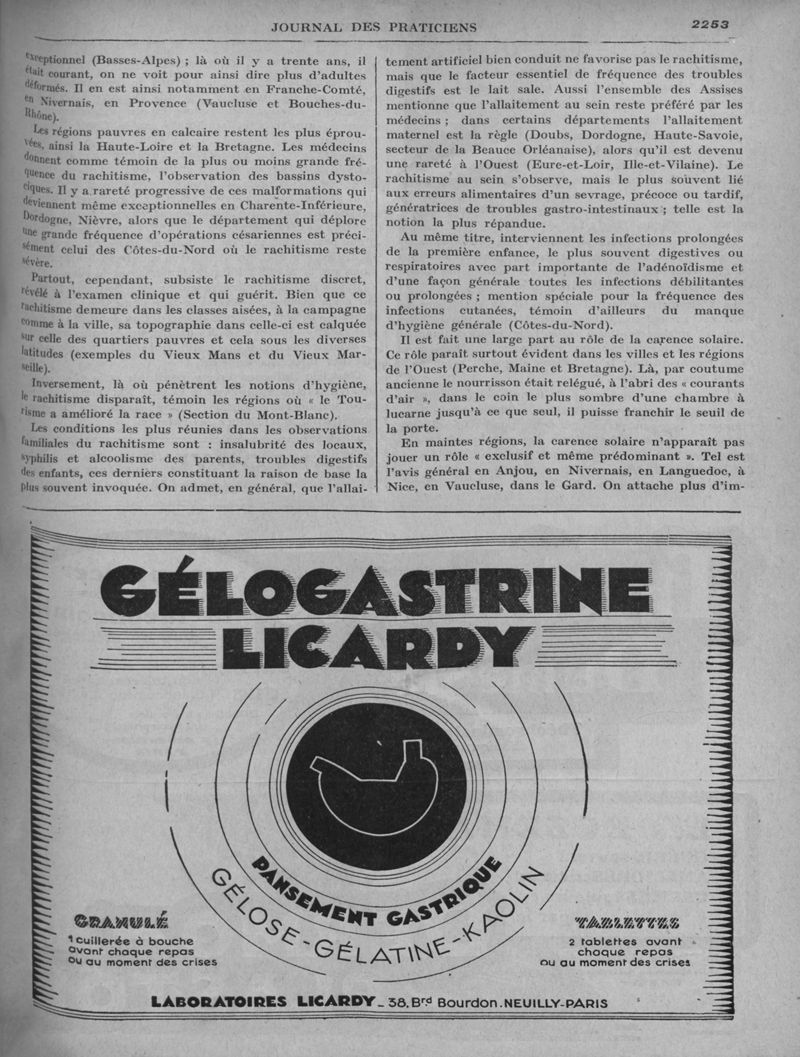 JOURNAL DES PRATICIENS
2253
exceptionnel (Basses-Alpes) ; là où il y a trente ans, il
était courant, on ne voit pour ainsi dire plus d'adultes
déformés. Il en est ainsi notamment en Franche-Comté,
en Nivernais, en Provence (Vaucluse et Bouches-du-
Rhône).
Les régions pauvres en calcaire restent les plus éprou-
vées, ainsi la Haute-Loire et la Bretagne. Les médecins
donnent comme témoin de la plus ou moins grande fré-
quence du rachitisme, l'observation des bassins dysto-
ciques. Il y a rareté progressive de ces malformations qui
deviennent même exceptionnelles en Charente-Inférieure,
Dordogne, Nièvre, alors que le département qui déplore
une grande fréquence d'opérations césariennes est préci-
sément celui des Côtes-du-Nord où le rachitisme reste
sévère.
Partout, cependant, subsiste le rachitisme discret,
révélé à l'examen clinique et qui guérit. Bien que ce
rachitisme demeure dans les classes aisées, à la campagne
comme à la ville, sa topographie dans celle-ci est calquée
sur celle des quartiers pauvres et cela sous les diverses
latitudes (exemples du Vieux Mans et du Vieux Mar-
seille).
Inversement, là où pénètrent les notions d'hygiène,
le rachitisme disparaît, témoin les régions où « le Tou-
risme a amélioré la race » (Section du Mont-Blanc).
Les conditions les plus réunies dans les observations
familiales du rachitisme sont : insalubrité des locaux,
syphilis et alcoolisme des parents, troubles digestifs
des enfants, ces derniers constituant la raison de base la
plus souvent invoquée. On admet, en général, que l'allai-
tement artificiel bien conduit ne favorise pas le rachitisme,
mais que le facteur essentiel de fréquence des troubles
digestifs est le lait sale. Aussi l'ensemble des Assises
mentionne que l'allaitement au sein reste préféré par les
médecins ; dans certains départements l'allaitement
maternel est la règle (Doubs, Dordogne, Haute-Savoie,
secteur de la Beauce Orléanaise), alors qu'il est devenu
une rareté à l'Ouest (Eure-et-Loir, Ille-et-Vilaine). Le
rachitisme au sein s'observe, mais le plus souvent lié
aux erreurs alimentaires d'un sevrage, précoce ou tardif,
génératrices de troubles gastro-intestinaux ; telle est la
notion la plus répandue.
Au même titre, interviennent les infections prolongées
de la première enfance, le plus souvent digestives ou
respiratoires avec part importante de l'adénoïdisme et
d'une façon générale toutes les infections débilitantes
ou prolongées ; mention spéciale pour la fréquence des
infections cutanées, témoin d'ailleurs du manque
d'hygiène générale (Côtes-du-Nord).
Il est fait une large part au rôle de la carence solaire.
Ce rôle paraît surtout évident dans les villes et les régions
de l'Ouest (Perche, Maine et Bretagne). Là, par coutume
ancienne le nourrisson était relégué, à l'abri des « courants
d'air », dans le coin le plus sombre d'une chambre à
lucarne jusqu'à ce que seul, il puisse franchir le seuil de
la porte.
En maintes régions, la carence solaire n'apparaît pas
jouer un rôle « exclusif et même prédominant ». Tel est
l'avis général en Anjou, en Nivernais, en Languedoc, à
Nice, en Vaucluse, dans le Gard. On attache plus d'im-
GÉLOGASTRINE
LICARDY
PANSEMENT GASTRIQUE
GÉLOSE-GÉLATINE-KAOLIN
GRANULÉ
1 cuillerée à bouche
avant chaque repas
ou au moment des crises
TABLETTES
2 tablettes avant
chaque repas
ou au moment des crises
LABORATOIRES LICARDY_38, Brd Bourdon.NEUILLY-PARIS